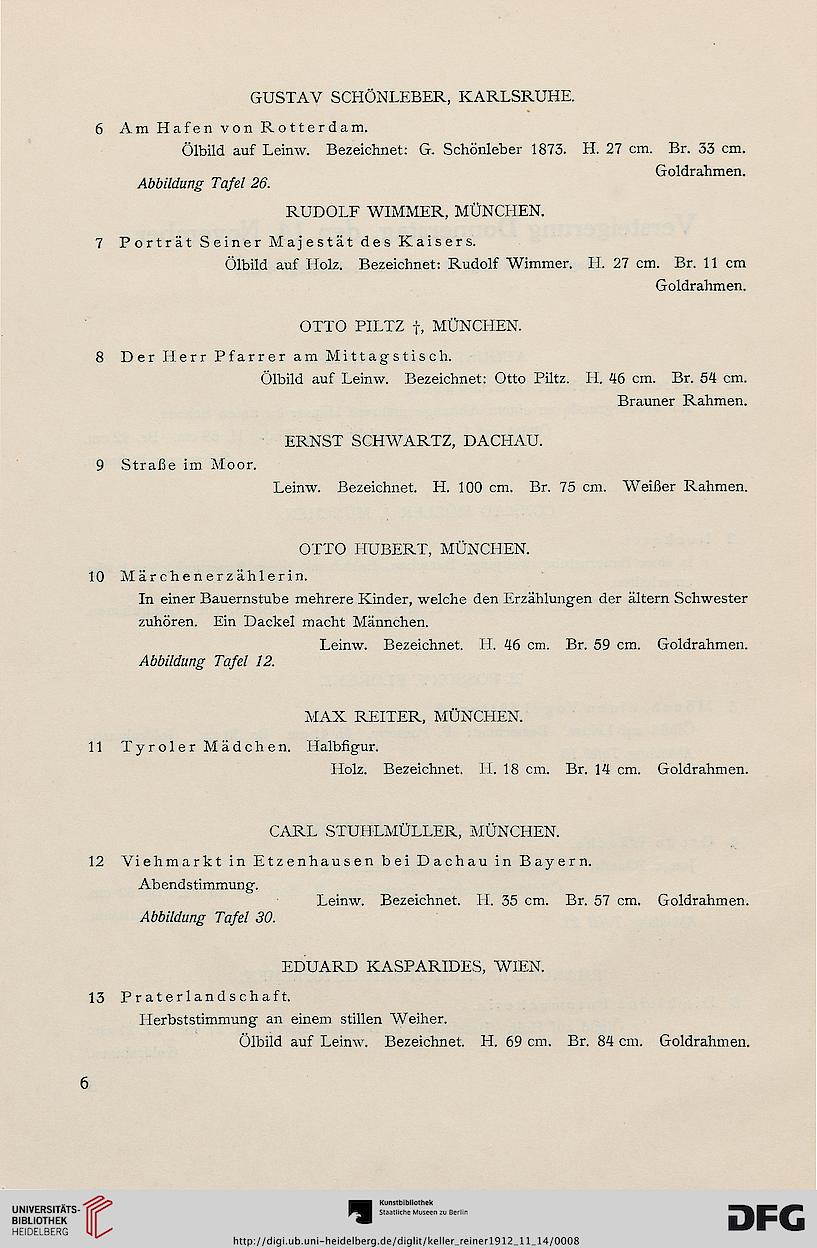 GUSTAV SCHÖNLEBER, KARLSRUHE.
6 Am Hafen von Rotterdam.
Ölbild auf Leinw. Bezeichnet: G. Schönleber 1873. H. 27 cm. Br. 33 cm.
Goldrahmen.
Abbildung Tafel 26.
RUDOLF WIMMER, MÜNCHEN.
7 Porträt Seiner Majestät des Kaisers.
Ölbild auf Holz. Bezeichnet: Rudolf Wimmer. H. 27 cm. Br. 11 cm
Goldrahmen.
OTTO PILTZ †, MÜNCHEN.
8 Der Herr Pfarrer am Mittagstisch.
Ölbild auf Leinw. Bezeichnet: Otto Piltz. H. 46 cm. Br. 54 cm.
Brauner Rahmen.
ERNST SCHWARTZ, DACHAU.
9 Straße im Moor.
Leinw. Bezeichnet. H. 100 cm. Br. 75 cm. Weißer Rahmen.
OTTO HUBERT, MÜNCHEN.
10 Märchenerzählerin.
In einer Bauernstube mehrere Kinder, welche den Erzählungen der ältern Schwester
zuhören. Ein Dackel macht Männchen.
Leinw. Bezeichnet. H. 46 cm. Br. 59 cm. Goldrahmen.
Abbildung Tafel 12.
MAX REITER, MÜNCHEN.
11 Tyroler Mädchen. Halbfigur.
Holz. Bezeichnet. H. 18 cm. Br. 14 cm. Goldrahmen.
CARL STUHLMÜLLER, MÜNCHEN.
12 Viehmarkt in Etzenhausen bei Dachau in Bayern.
Abendstimmung.
Leinw. Bezeichnet. H. 35 cm. Br. 57 cm. Goldrahmen.
Abbildung Tafel 30.
EDUARD KASPARIDES, WIEN.
13 Praterlandschaft.
Herbststimmung an einem stillen Weiher.
Ölbild auf Leinw. Bezeichnet. H. 69 cm. Br. 84 cm. Goldrahmen.
6
UNIVERSITÄTS-
BIBLIOTHEK
HEIDELBERG
Kunstbibliothek
Staatliche Museen zu Berlin
DFG
http://digi.ub.uni-heidelberg.de/diglit/keller_reiner1912_11_14/0008